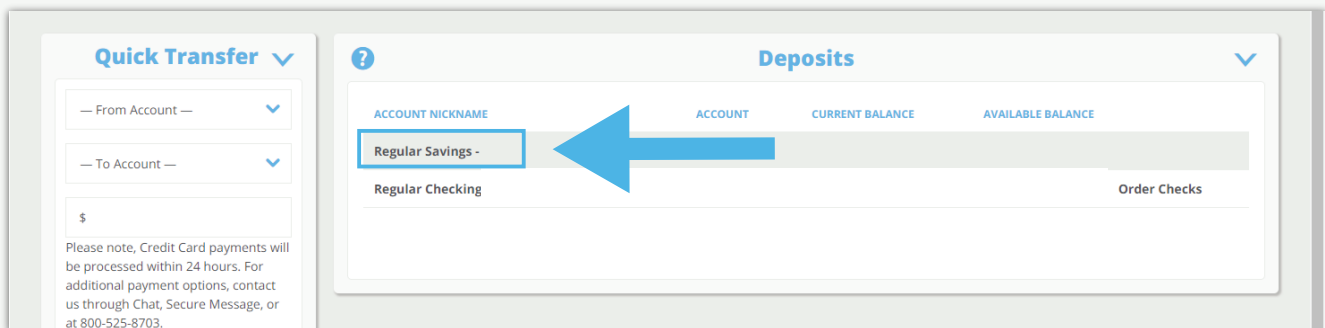 Quick Transfer
— From Account —
— To Account —
$
Please note, Credit Card payments will
be processed within 24 hours. For
additional payment options, contact
us through Chat, Secure Message, or
at 800-525-8703.
?
Deposits
ACCOUNT NICKNAME ACCOUNT CURRENT BALANCE AVAILABLE BALANCE
Regular Savings -
Regular Checking Order Checks